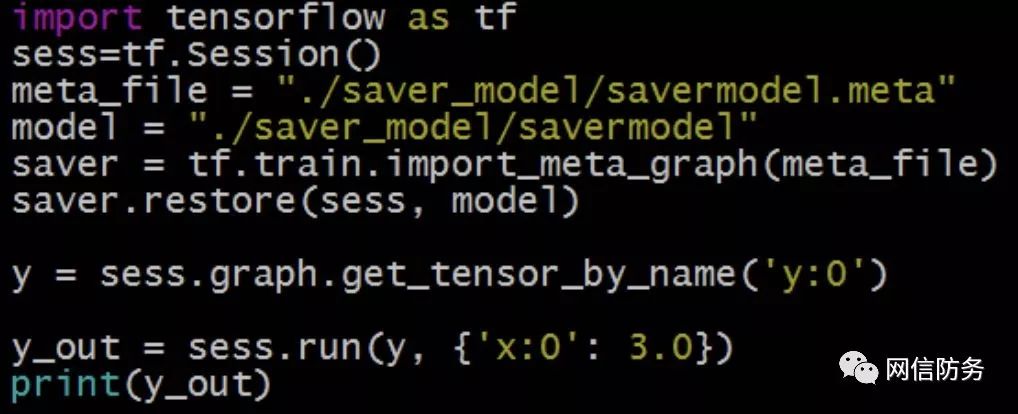 import tensorflow as tf
sess=tf.Session()
meta_file = "./saver_model/savermodel.meta"
model = "./saver_model/savermodel"
saver = tf.train.import_meta_graph(meta_file)
saver.restore(sess, model)
y = sess.graph.get_tensor_by_name('y:0')
y_out = sess.run(y, {'x:0': 3.0})
print(y_out)
网信防务